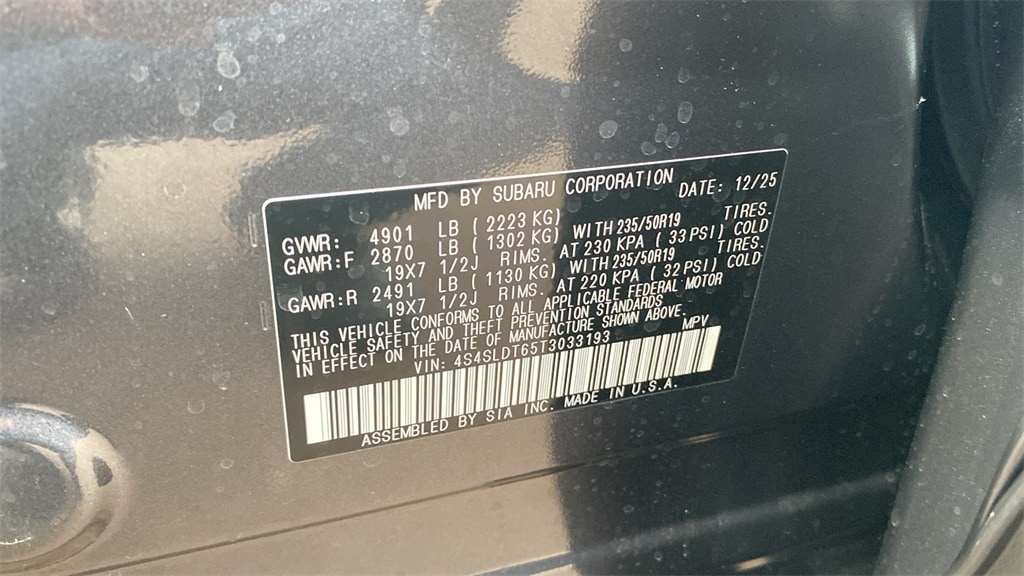 MFD BY SUBARU CORPORATION DATE: 12/25
GVWR: 4901 LB ( 2223 KG)
GAWR:F 2870 LB ( 1302 KG) WITH 235/50R19 TIRES.
19X7 1/2J RIMS. AT 230 KPA ( 33 PSI) COLD
GAWR:R 2491 LB ( 1130 KG) WITH 235/50R19 TIRES.
19X7 1/2J RIMS. AT 220 KPA ( 32 PSI) COLD
THIS VEHICLE CONFORMS TO ALL APPLICABLE FEDERAL MOTOR
VEHICLE SAFETY AND THEFT PREVENTION STANDARDS
IN EFFECT ON THE DATE OF MANUFACTURE SHOWN ABOVE.
VIN: 4S4SLDT65T3033193 MPV
ASSEMBLED BY SIA INC. MADE IN U.S.A.